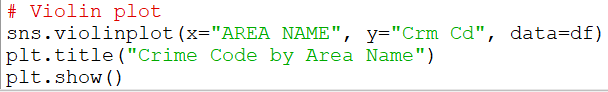 # Violin plot
sns.violinplot(x="AREA NAME", y="Crm Cd", data=df)
plt.title("Crime Code by Area Name")
plt.show()